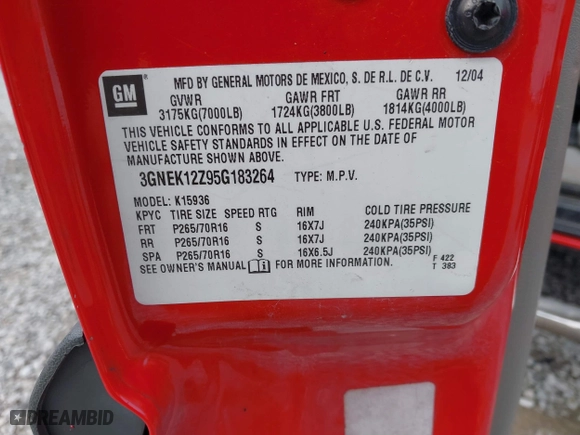 GM
MFD BY GENERAL MOTORS DE MEXICO, S. DE R.L. DE C.V. 12/04
GVWR GAWR FRT GAWR RR
3175KG(7000LB) 1724KG(3800LB) 1814KG(4000LB)
THIS VEHICLE CONFORMS TO ALL APPLICABLE U.S. FEDERAL MOTOR
VEHICLE SAFETY STANDARDS IN EFFECT ON THE DATE OF
MANUFACTURE SHOWN ABOVE.
3GNEK12Z95G183264 TYPE: M.P.V.
MODEL: K15936
KPYC TIRE SIZE SPEED RTG RIM COLD TIRE PRESSURE
FRT P265/70R16 S 16X7J 240KPA(35PSI)
RR P265/70R16 S 16X7J 240KPA(35PSI)
SPA P265/70R16 S 16X6.5J 240KPA(35PSI)
SEE OWNER'S MANUAL FOR MORE INFORMATION.
F 422
T 383
DREAMBID